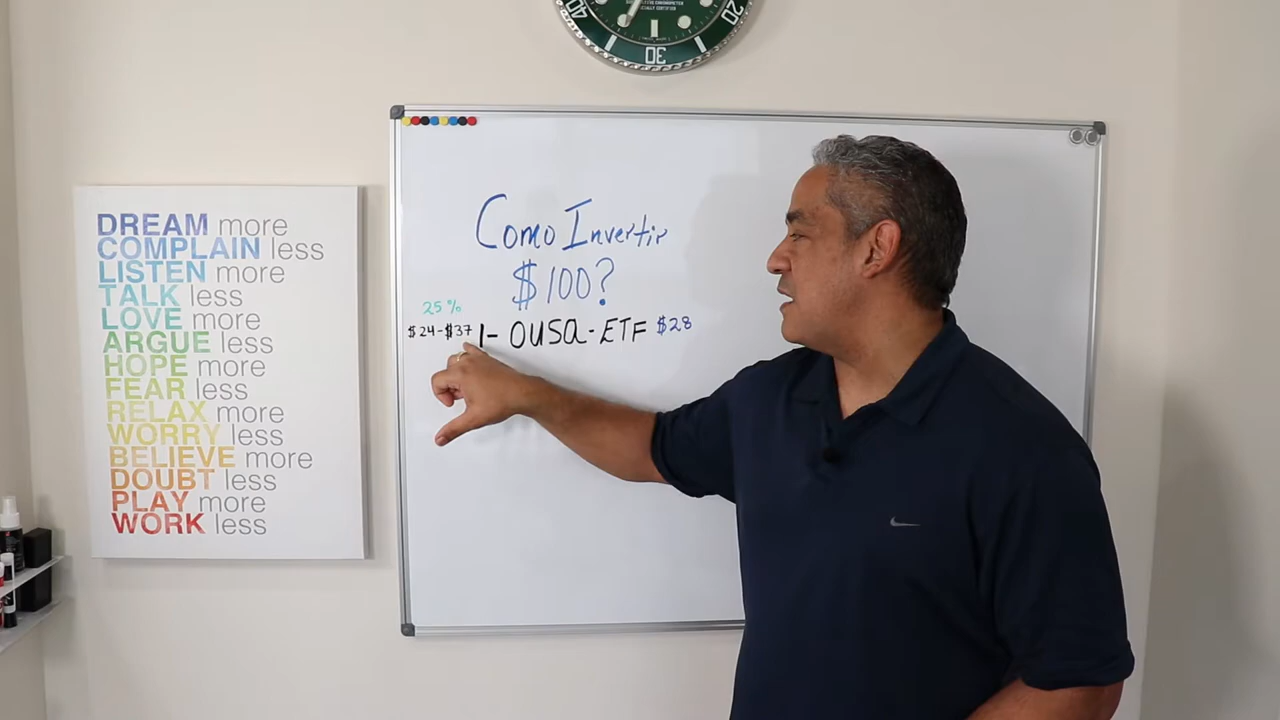 40
20
30
DREAM more
COMPLAIN less
LISTEN more
TALK less
LOVE more
ARGUE less
HOPE more
FEAR less
RELAX more
WORRY less
BELIEVE more
DOUBT less
PLAY more
WORK less
Como Invertir
$100?
25%
$24-$37 1- OUSA-ETF $28